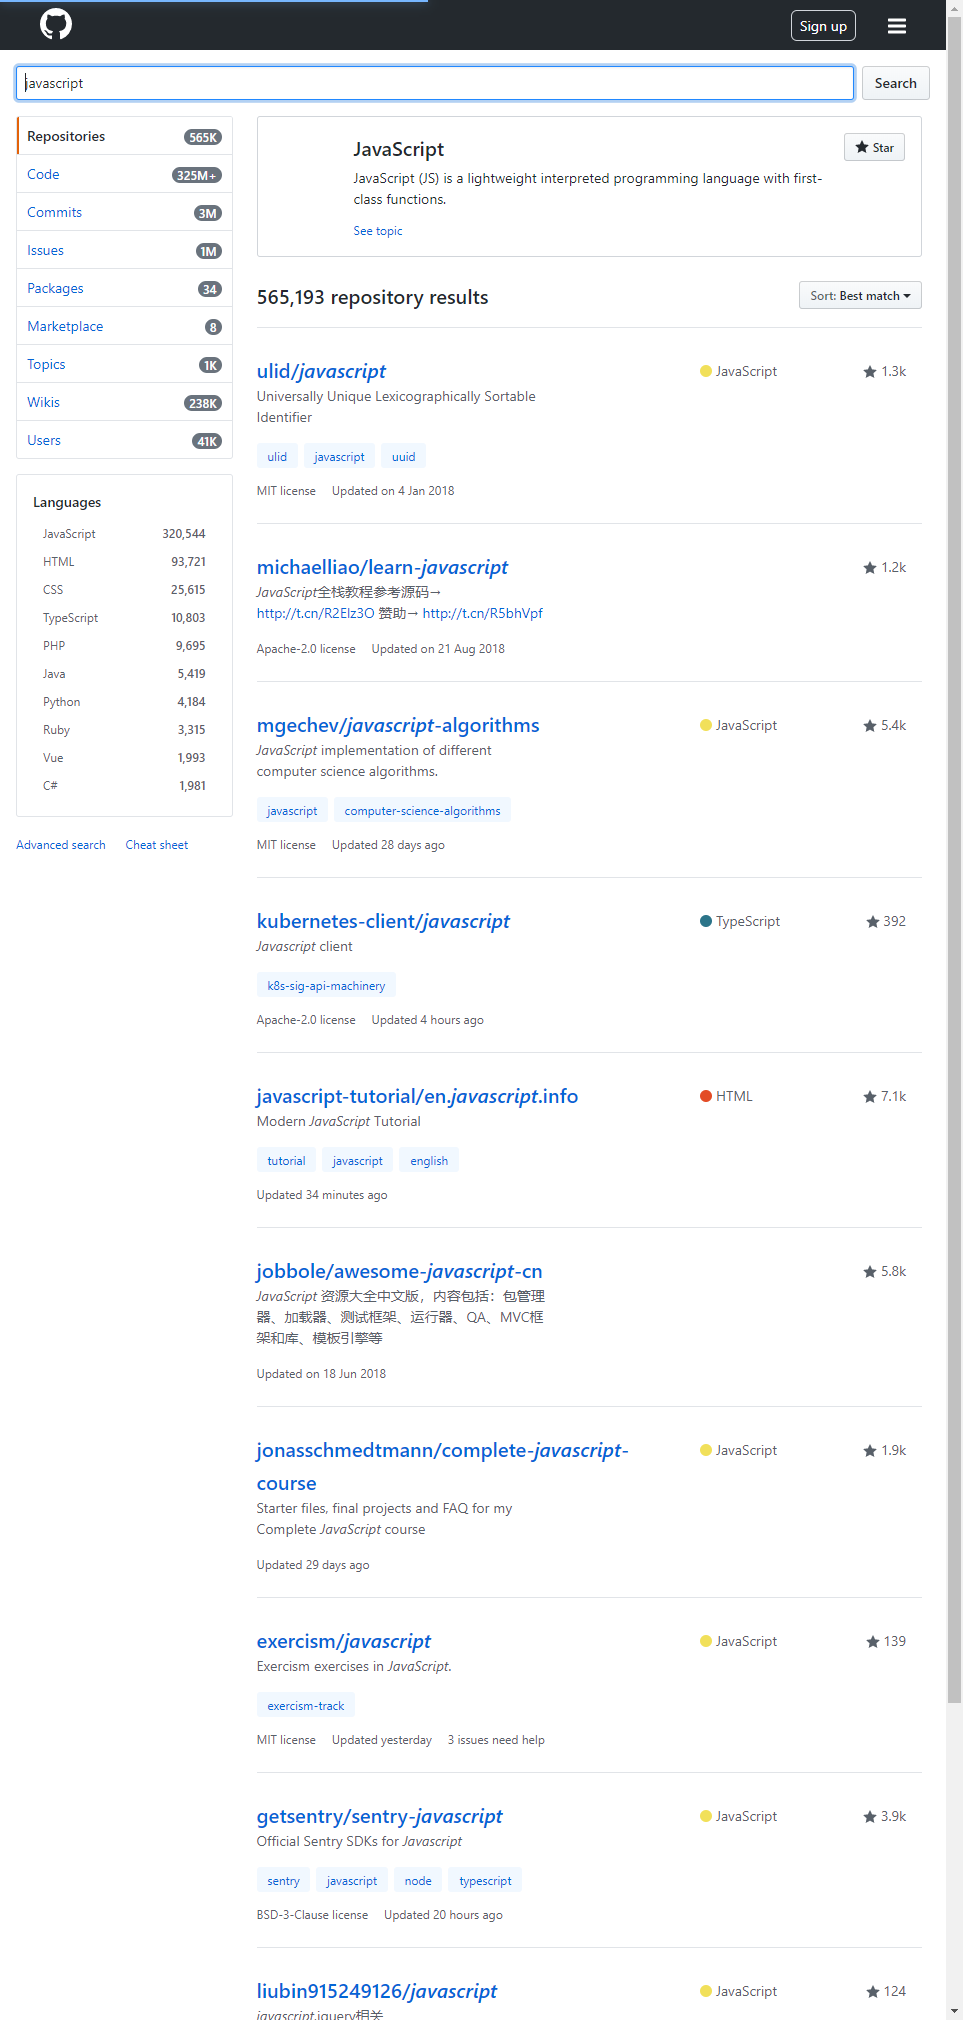 Sign up
javascript
Search
Repositories 565K
Code 325M+
Commits 3M
Issues 1M
Packages 34
Marketplace 8
Topics 1K
Wikis 238K
Users 41K
Languages
JavaScript 320,544
HTML 93,721
CSS 25,615
TypeScript 10,803
PHP 9,695
Java 5,419
Python 4,184
Ruby 3,315
Vue 1,993
C# 1,981
Advanced search Cheat sheet
JavaScript
Star
JavaScript (JS) is a lightweight interpreted programming language with first-
class functions.
See topic
565,193 repository results
Sort: Best match
ulid/javascript
JavaScript
1.3k
Universally Unique Lexicographically Sortable
Identifier
ulid javascript uuid
MIT license Updated on 4 Jan 2018
michaelliao/learn-javascript
1.2k
JavaScript全栈教程参考源码→
http://t.cn/R2EIz3O 赞助→ http://t.cn/R5bhVpf
Apache-2.0 license Updated on 21 Aug 2018
mgechev/javascript-algorithms
JavaScript
5.4k
JavaScript implementation of different
computer science algorithms.
javascript computer-science-algorithms
MIT license Updated 28 days ago
kubernetes-client/javascript
TypeScript
392
Javascript client
k8s-sig-api-machinery
Apache-2.0 license Updated 4 hours ago
javascript-tutorial/en.javascript.info
HTML
7.1k
Modern JavaScript Tutorial
tutorial javascript english
Updated 34 minutes ago
jobbole/awesome-javascript-cn
5.8k
JavaScript 资源大全中文版，内容包括：包管理
器、加载器、测试框架、运行器、QA、MVC框
架和库、模板引擎等
Updated on 18 Jun 2018
jonasschmedtmann/complete-javascript-
course
JavaScript
1.9k
Starter files, final projects and FAQ for my
Complete JavaScript course
Updated 29 days ago
exercism/javascript
JavaScript
139
Exercism exercises in JavaScript.
exercism-track
MIT license Updated yesterday 3 issues need help
getsentry/sentry-javascript
JavaScript
3.9k
Official Sentry SDKs for Javascript
sentry javascript node typescript
BSD-3-Clause license Updated 20 hours ago
liubin915249126/javascript
JavaScript
124
javascript,jquery相关